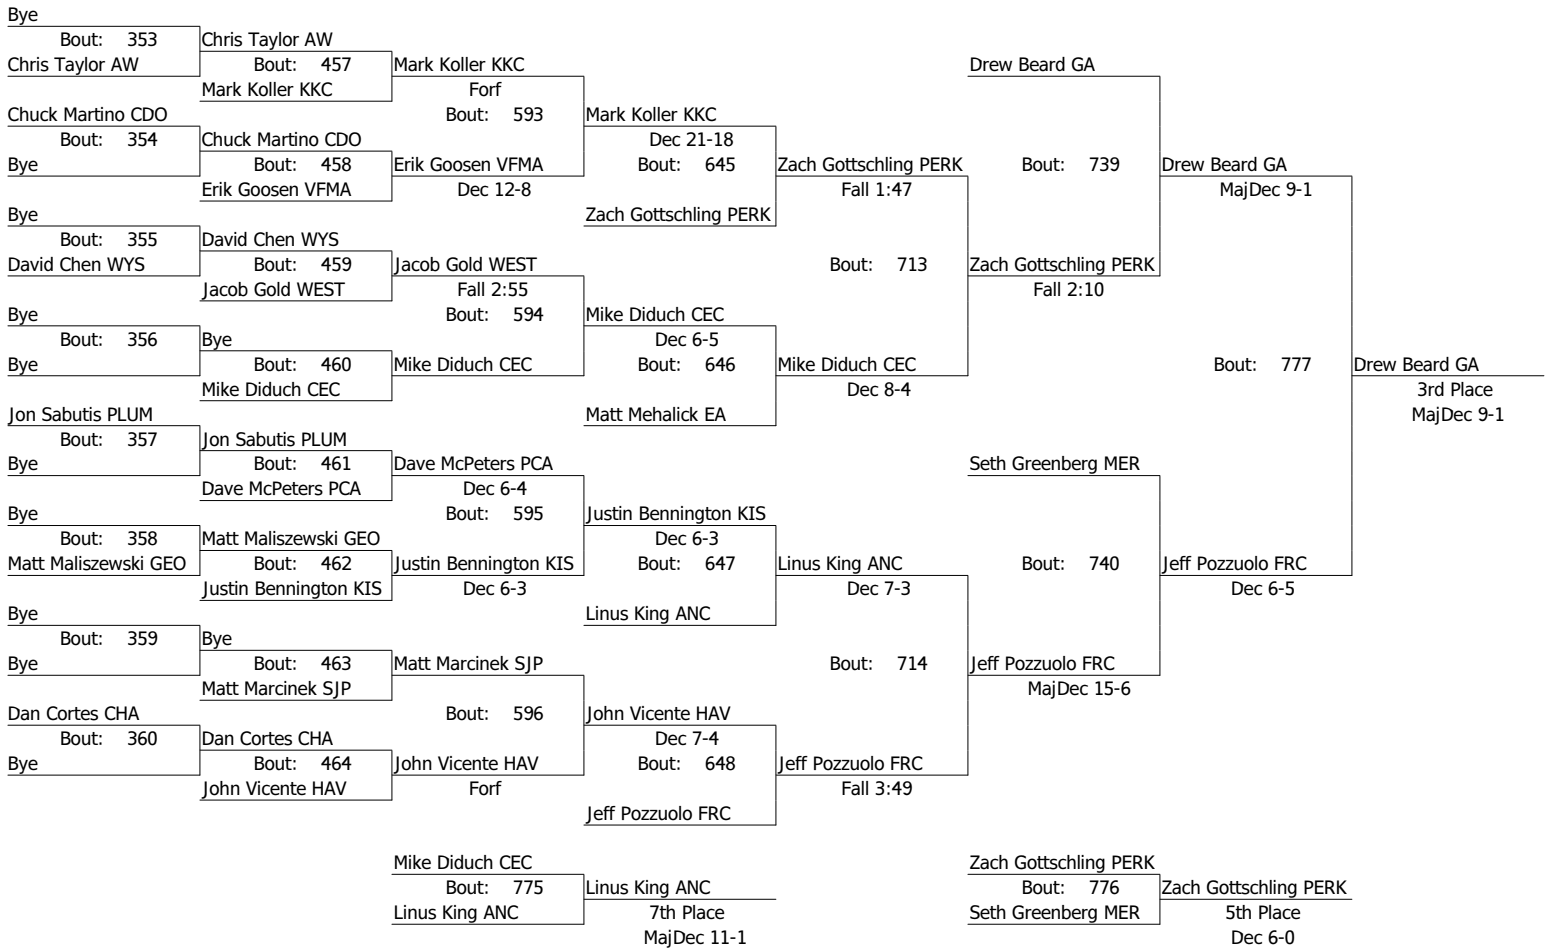 Bye
Bout: 353
Chris Taylor AW
Chris Taylor AW
Bout: 457
Mark Koller KKC
Mark Koller KKC
Forf
Bout: 593
Chuck Martino CDO
Bout: 354
Bye
Chuck Martino CDO
Bout: 458
Erik Goosen VFMA
Erik Goosen VFMA
Dec 12-8
Mark Koller KKC
Dec 21-18
Bout: 645
Zach Gottschling PERK
Zach Gottschling PERK
Fall 1:47
Bye
Bout: 355
David Chen WYS
David Chen WYS
Bout: 459
Jacob Gold WEST
Jacob Gold WEST
Fall 2:55
Bout: 594
Bye
Bout: 356
Bye
Bye
Bout: 460
Mike Diduch CEC
Mike Diduch CEC
Mike Diduch CEC
Dec 6-5
Bout: 646
Matt Mehalick EA
Mike Diduch CEC
Dec 8-4
Bout: 713
Zach Gottschling PERK
Fall 2:10
Drew Beard GA
Bout: 739
Drew Beard GA
MajDec 9-1
Jon Sabutis PLUM
Bout: 357
Bye
Jon Sabutis PLUM
Bout: 461
Dave McPeters PCA
Dave McPeters PCA
Dec 6-4
Bout: 595
Bye
Bout: 358
Matt Maliszewski GEO
Matt Maliszewski GEO
Bout: 462
Justin Bennington KIS
Justin Bennington KIS
Dec 6-3
Justin Bennington KIS
Dec 6-3
Bout: 647
Linus King ANC
Linus King ANC
Dec 7-3
Bye
Bout: 359
Bye
Bye
Bout: 463
Matt Marcinek SJP
Matt Marcinek SJP
Bout: 596
Dan Cortes CHA
Bout: 360
Bye
Dan Cortes CHA
Bout: 464
John Vicente HAV
John Vicente HAV
Forf
John Vicente HAV
Dec 7-4
Bout: 648
Jeff Pozzuolo FRC
Jeff Pozzuolo FRC
Fall 3:49
Bout: 714
Jeff Pozzuolo FRC
MajDec 15-6
Seth Greenberg MER
Bout: 740
Jeff Pozzuolo FRC
Dec 6-5
Bout: 777
Drew Beard GA
3rd Place
MajDec 9-1
Mike Diduch CEC
Bout: 775
Linus King ANC
Linus King ANC
7th Place
MajDec 11-1
Zach Gottschling PERK
Bout: 776
Seth Greenberg MER
Zach Gottschling PERK
5th Place
Dec 6-0